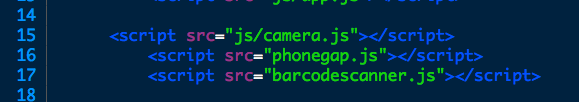 14
15 <script src="js/camera.js"></script>
16 <script src="phonegap.js"></script>
17 <script src="barcodescanner.js"></script>
18